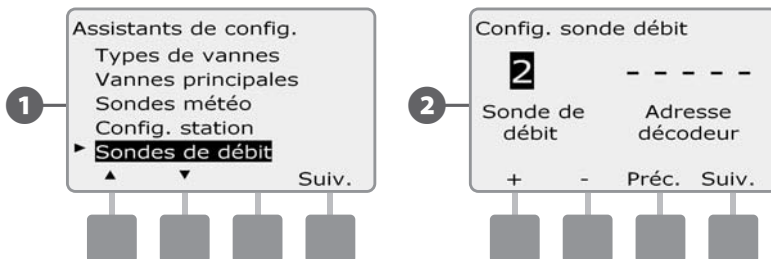 1
Assistants de config.
Types de vannes
Vannes principales
Sondes météo
Config. station
Sondes de débit
Suiv.
2
Config. sonde débit
2 - - - - -
Sonde de débit
Adresse décodeur
+ - Préc. Suiv.